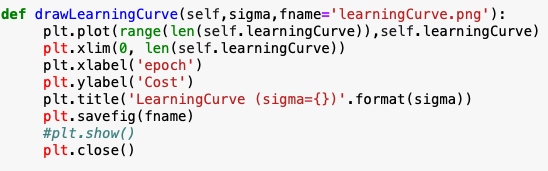 def drawLearningCurve(self,sigma,fname='learningCurve.png'):
    plt.plot(range(len(self.learningCurve)),self.learningCurve)
    plt.xlim(0, len(self.learningCurve))
    plt.xlabel('epoch')
    plt.ylabel('Cost')
    plt.title('LearningCurve (sigma={})'.format(sigma))
    plt.savefig(fname)
    #plt.show()
    plt.close()